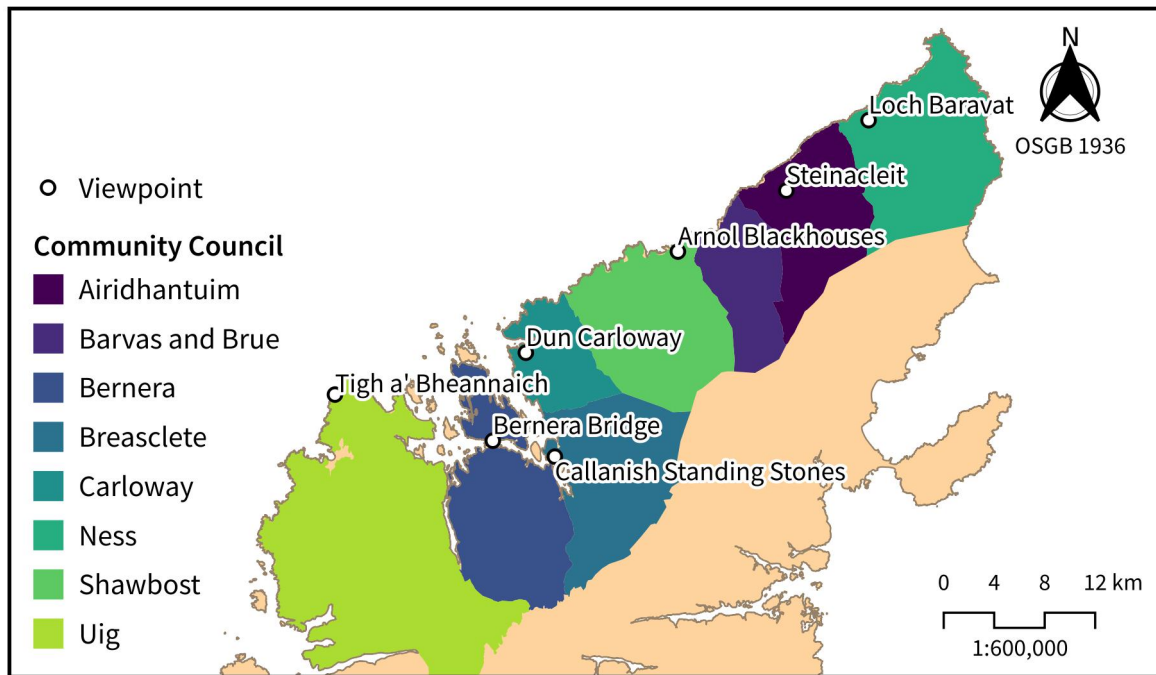 N
OSGB 1936
Loch Baravat
Steinacleit
Arnol Blackhouses
Dun Carloway
Tigh a' Bheannaich
Bernera Bridge
Callanish Standing Stones
Viewpoint
Community Council
Airidhantuim
Barvas and Brue
Bernera
Breasclete
Carloway
Ness
Shawbost
Uig
0 4 8 12 km
1:600,000